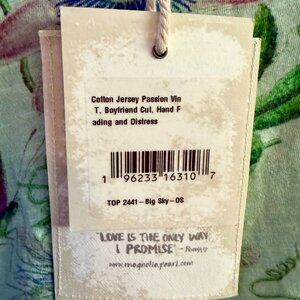 Cotton Jersey Passion Vin
T, Boyfriend Cut, Hand F
ading and Distress
1 96233 16310 7
TOP 2441-Big Sky-OS
"LOVE IS THE ONLY WAY
I PROMISE"
www.magnoliapearl.com